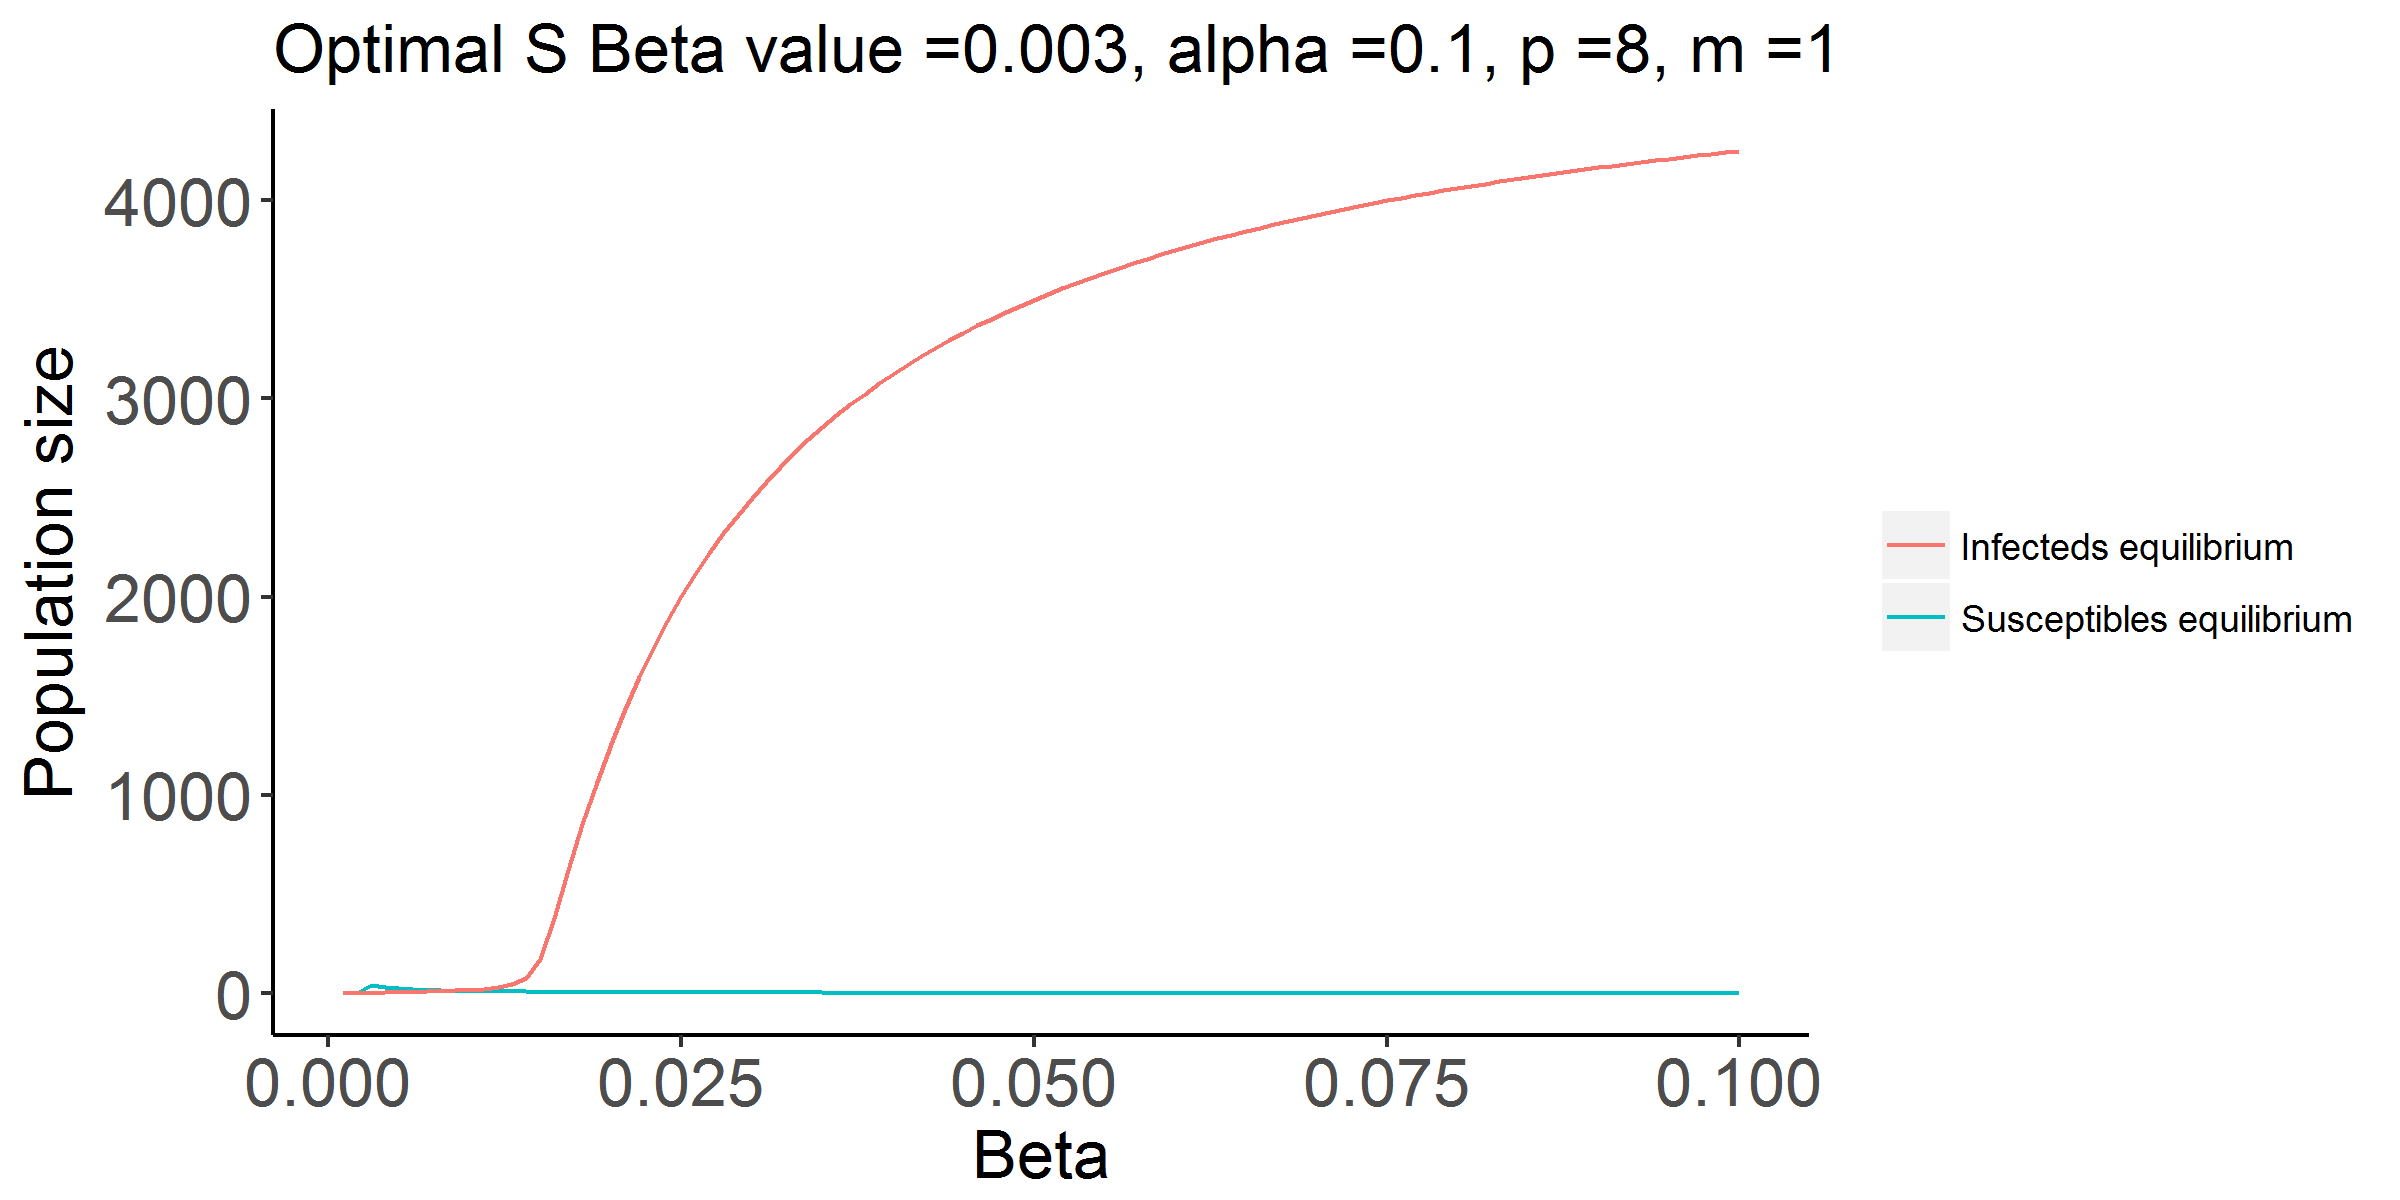 Optimal S Beta value =0.003, alpha =0.1, p =8, m =1
Population size
4000
3000
2000
1000
0
0.000 0.025 0.050 0.075 0.100
Beta
Infecteds equilibrium
Susceptibles equilibrium